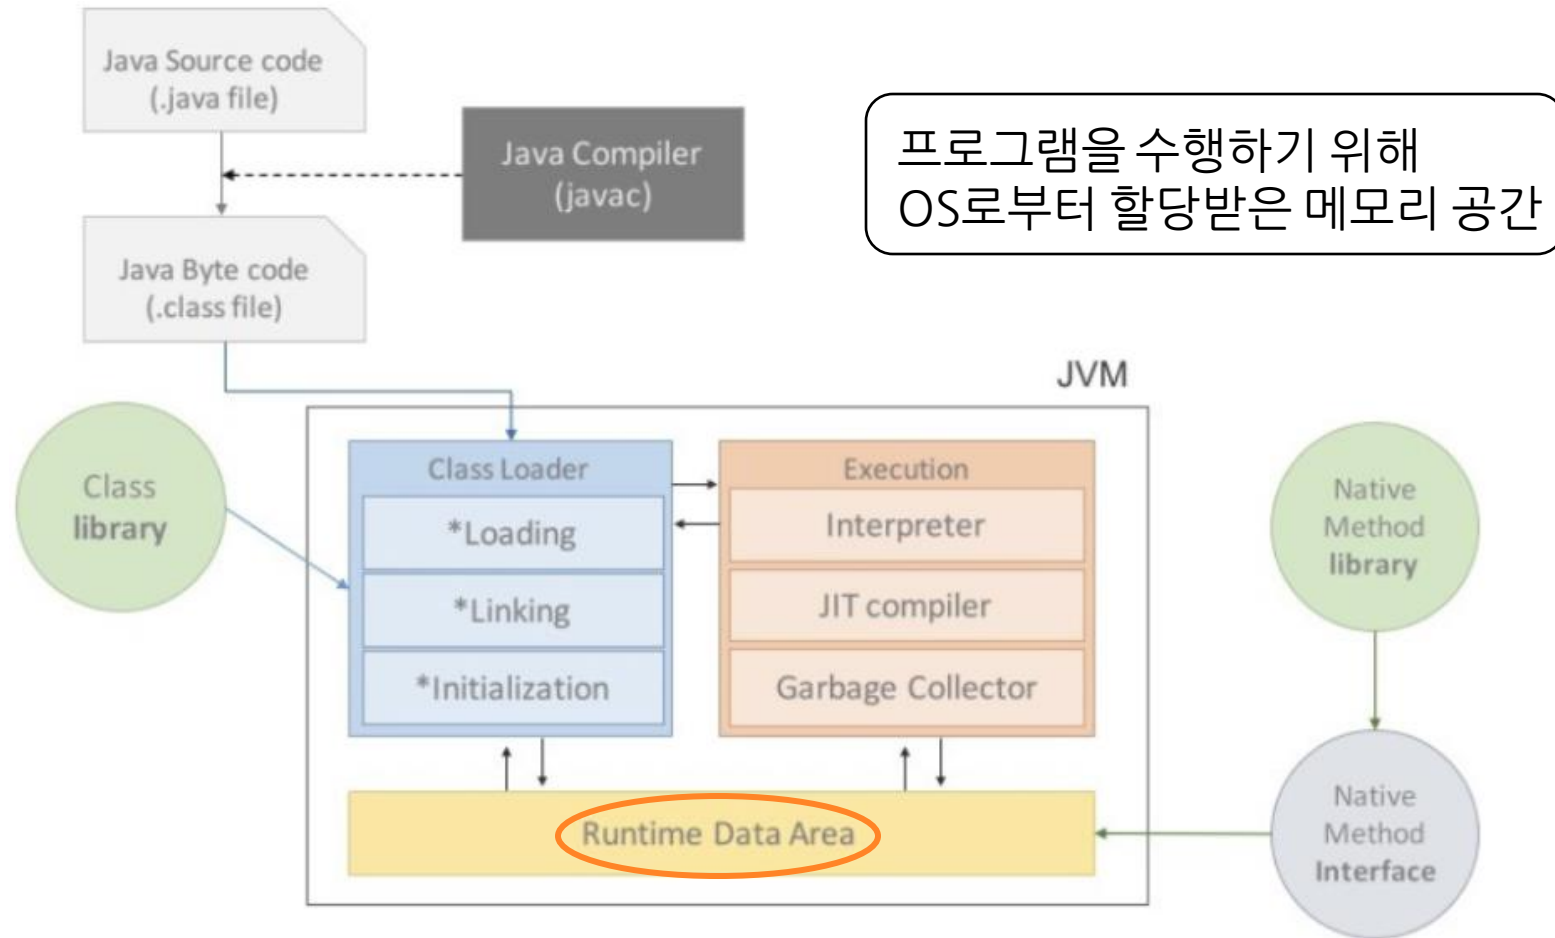 Java Source code
(.java file)
Java Compiler
(javac)
프로그램을 수행하기 위해
OS로부터 할당받은 메모리 공간
Java Byte code
(.class file)
JVM
Class
library
Class Loader
*Loading
*Linking
*Initialization
Execution
Interpreter
JIT compiler
Garbage Collector
Native
Method
library
Runtime Data Area
Native
Method
Interface